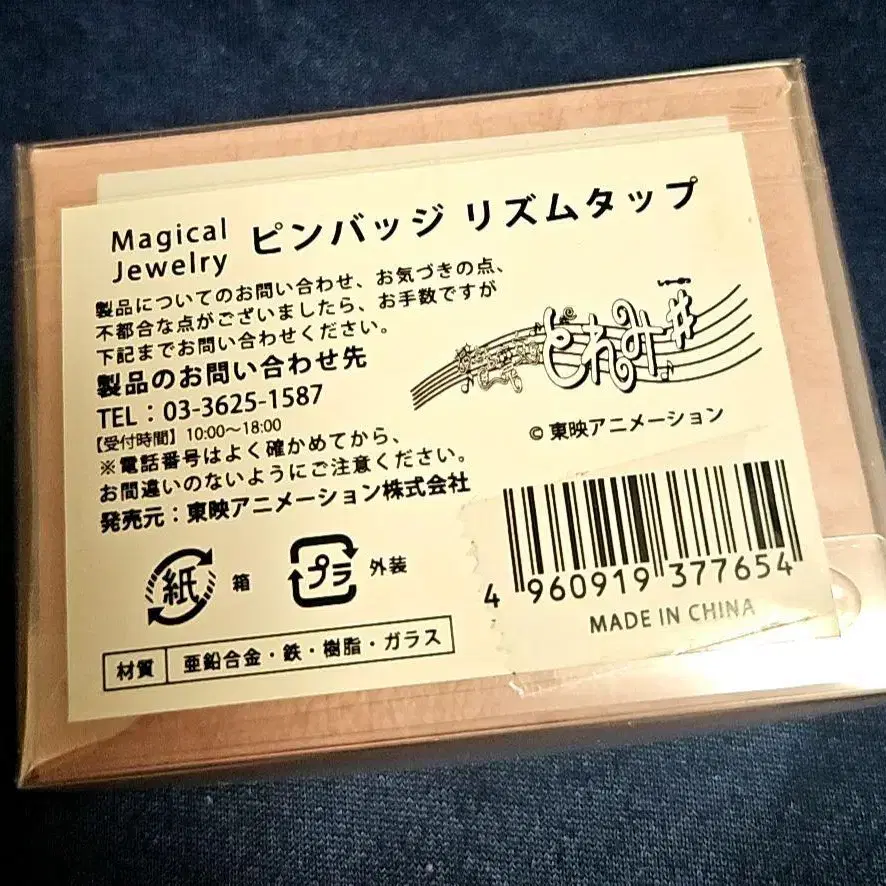 Magical
Jewelry
ピンバッジ リズムタップ
製品についてのお問い合わせ、お気づきの点、
不都合な点がございましたら、お手数ですが
下記までお問い合わせください。
製品のお問い合わせ先
TEL：03-3625-1587
【受付時間】10:00～18:00
※電話番号はよく確かめてから、
お間違いのないようにご注意ください。
発売元：東映アニメーション株式会社
どれみ♯
©東映アニメーション
紙 箱
プラ 外装
4 960919 377654
MADE IN CHINA
材質 亜鉛合金・鉄・樹脂・ガラス